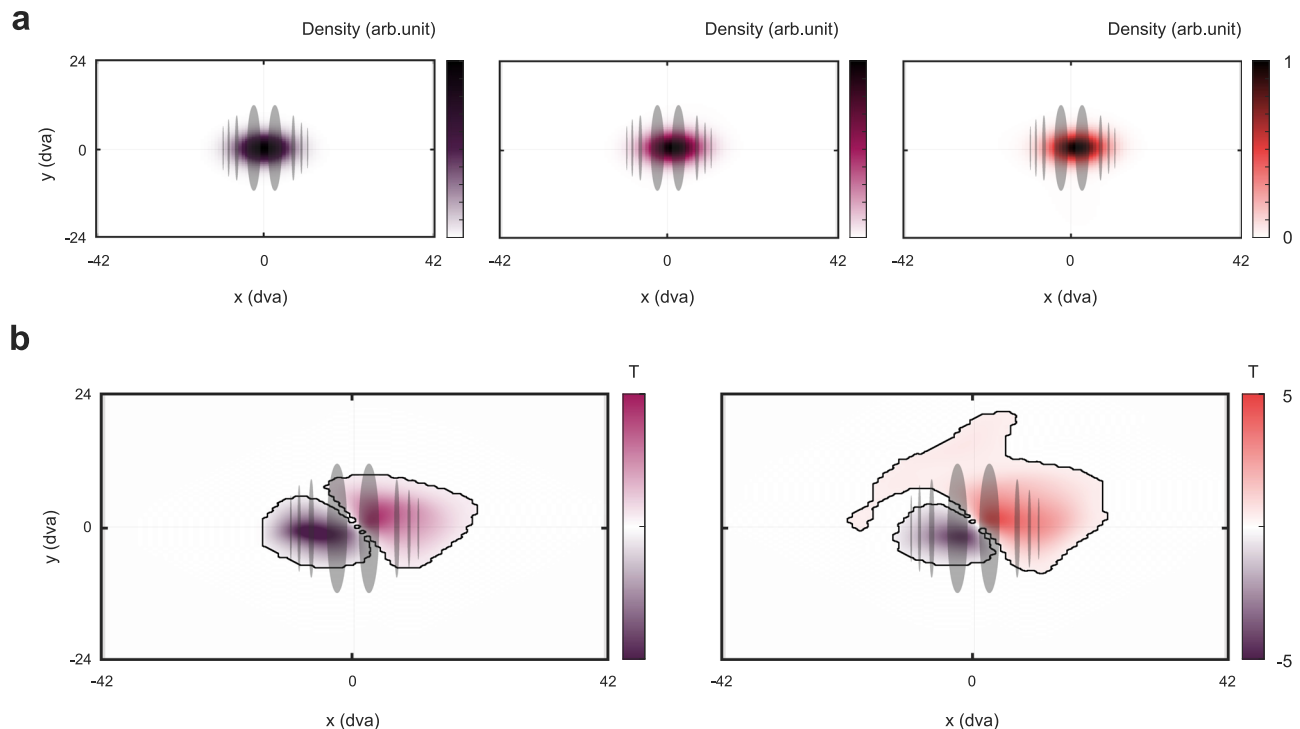 a
Density (arb.unit) Density (arb.unit) Density (arb.unit)
24 1
y (dva) 0
-24 0
-42 0 42 -42 0 42 -42 0 42
x (dva) x (dva) x (dva)
b
T T
24 5
y (dva) 0
-24 -5
-42 0 42 -42 0 42
x (dva) x (dva)